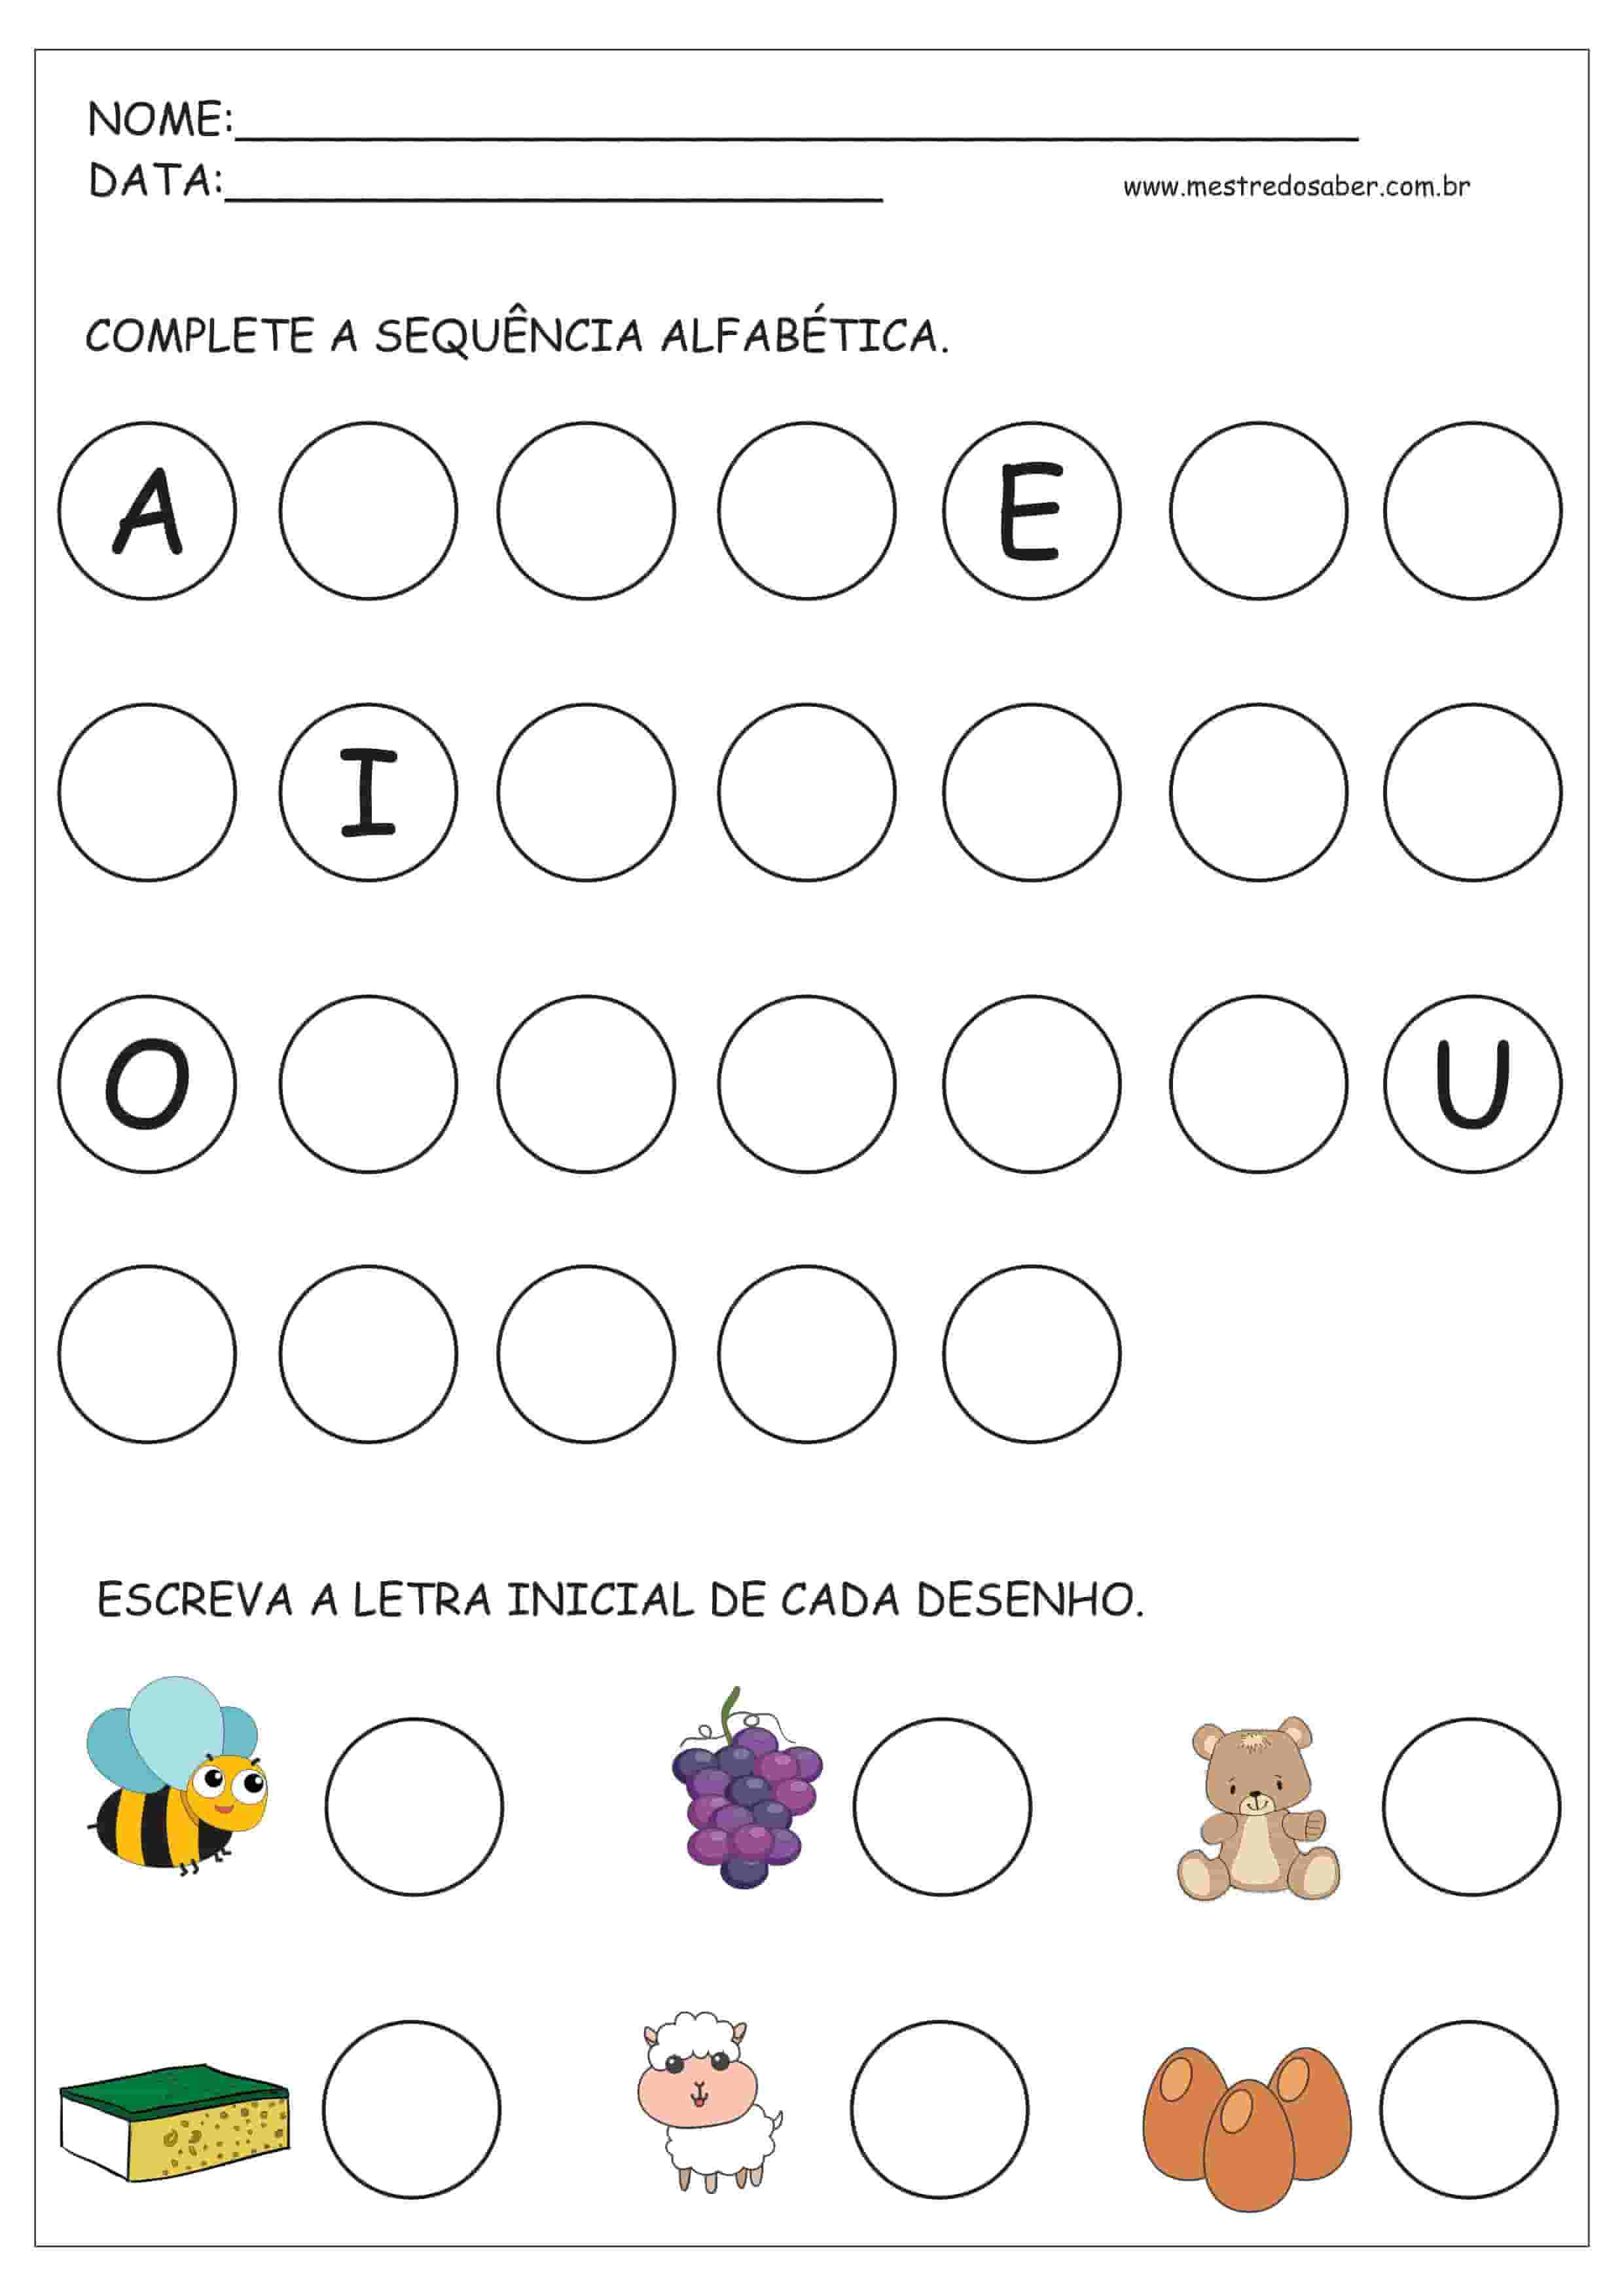 NOME:
DATA:
www.mestredosaber.com.br
COMPLETE A SEQUÊNCIA ALFABÉTICA.
A E
I
O U
ESCREVA A LETRA INICIAL DE CADA DESENHO.